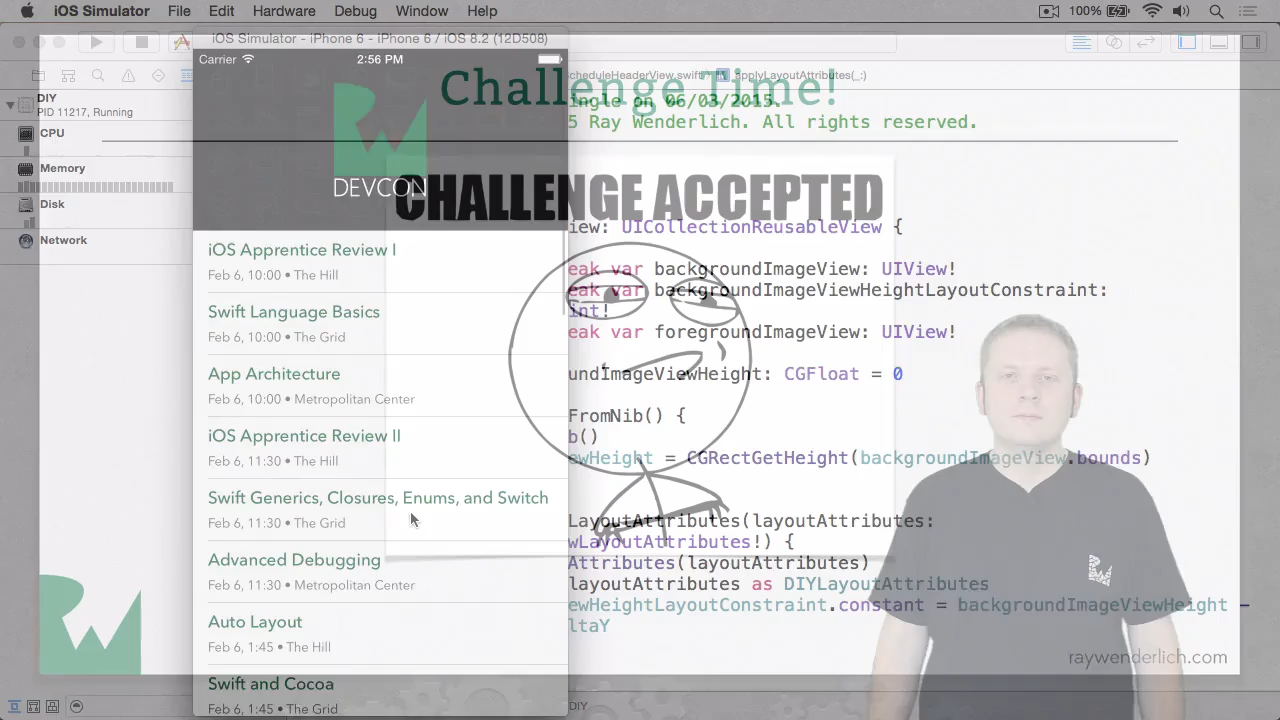 iOS Simulator File Edit Hardware Debug Window Help 100%
iOS Simulator - iPhone 6 - iPhone 6 / iOS 8.2 (12D508)
Carrier 2:56 PM
cheduleHeaderView.swift applyLayoutAttributes(_:)
Challenge Time!
DIY
PID 11217, Running
CPU
Memory
Disk
Network
DEVCON
CHALLENGE ACCEPTED
iOS Apprentice Review I
Feb 6, 10:00 • The Hill
Swift Language Basics
Feb 6, 10:00 • The Grid
App Architecture
Feb 6, 10:00 • Metropolitan Center
iOS Apprentice Review II
Feb 6, 11:30 • The Hill
Swift Generics, Closures, Enums, and Switch
Feb 6, 11:30 • The Grid
Advanced Debugging
Feb 6, 11:30 • Metropolitan Center
Auto Layout
Feb 6, 1:45 • The Hill
Swift and Cocoa
Feb 6, 1:45 • The Grid
ingle on 06/03/2015.
5 Ray Wenderlich. All rights reserved.
iew: UICollectionReusableView {
eak var backgroundImageView: UIView!
eak var backgroundImageViewHeightLayoutConstraint:
int!
eak var foregroundImageView: UIView!
undImageViewHeight: CGFloat = 0
FromNib() {
b()
ewHeight = CGRectGetHeight(backgroundImageView.bounds)
LayoutAttributes(layoutAttributes:
wLayoutAttributes!) {
Attributes(layoutAttributes)
layoutAttributes as DIYLayoutAttributes
ewHeightLayoutConstraint.constant = backgroundImageViewHeight -
ltaY
raywenderlich.com
DIY